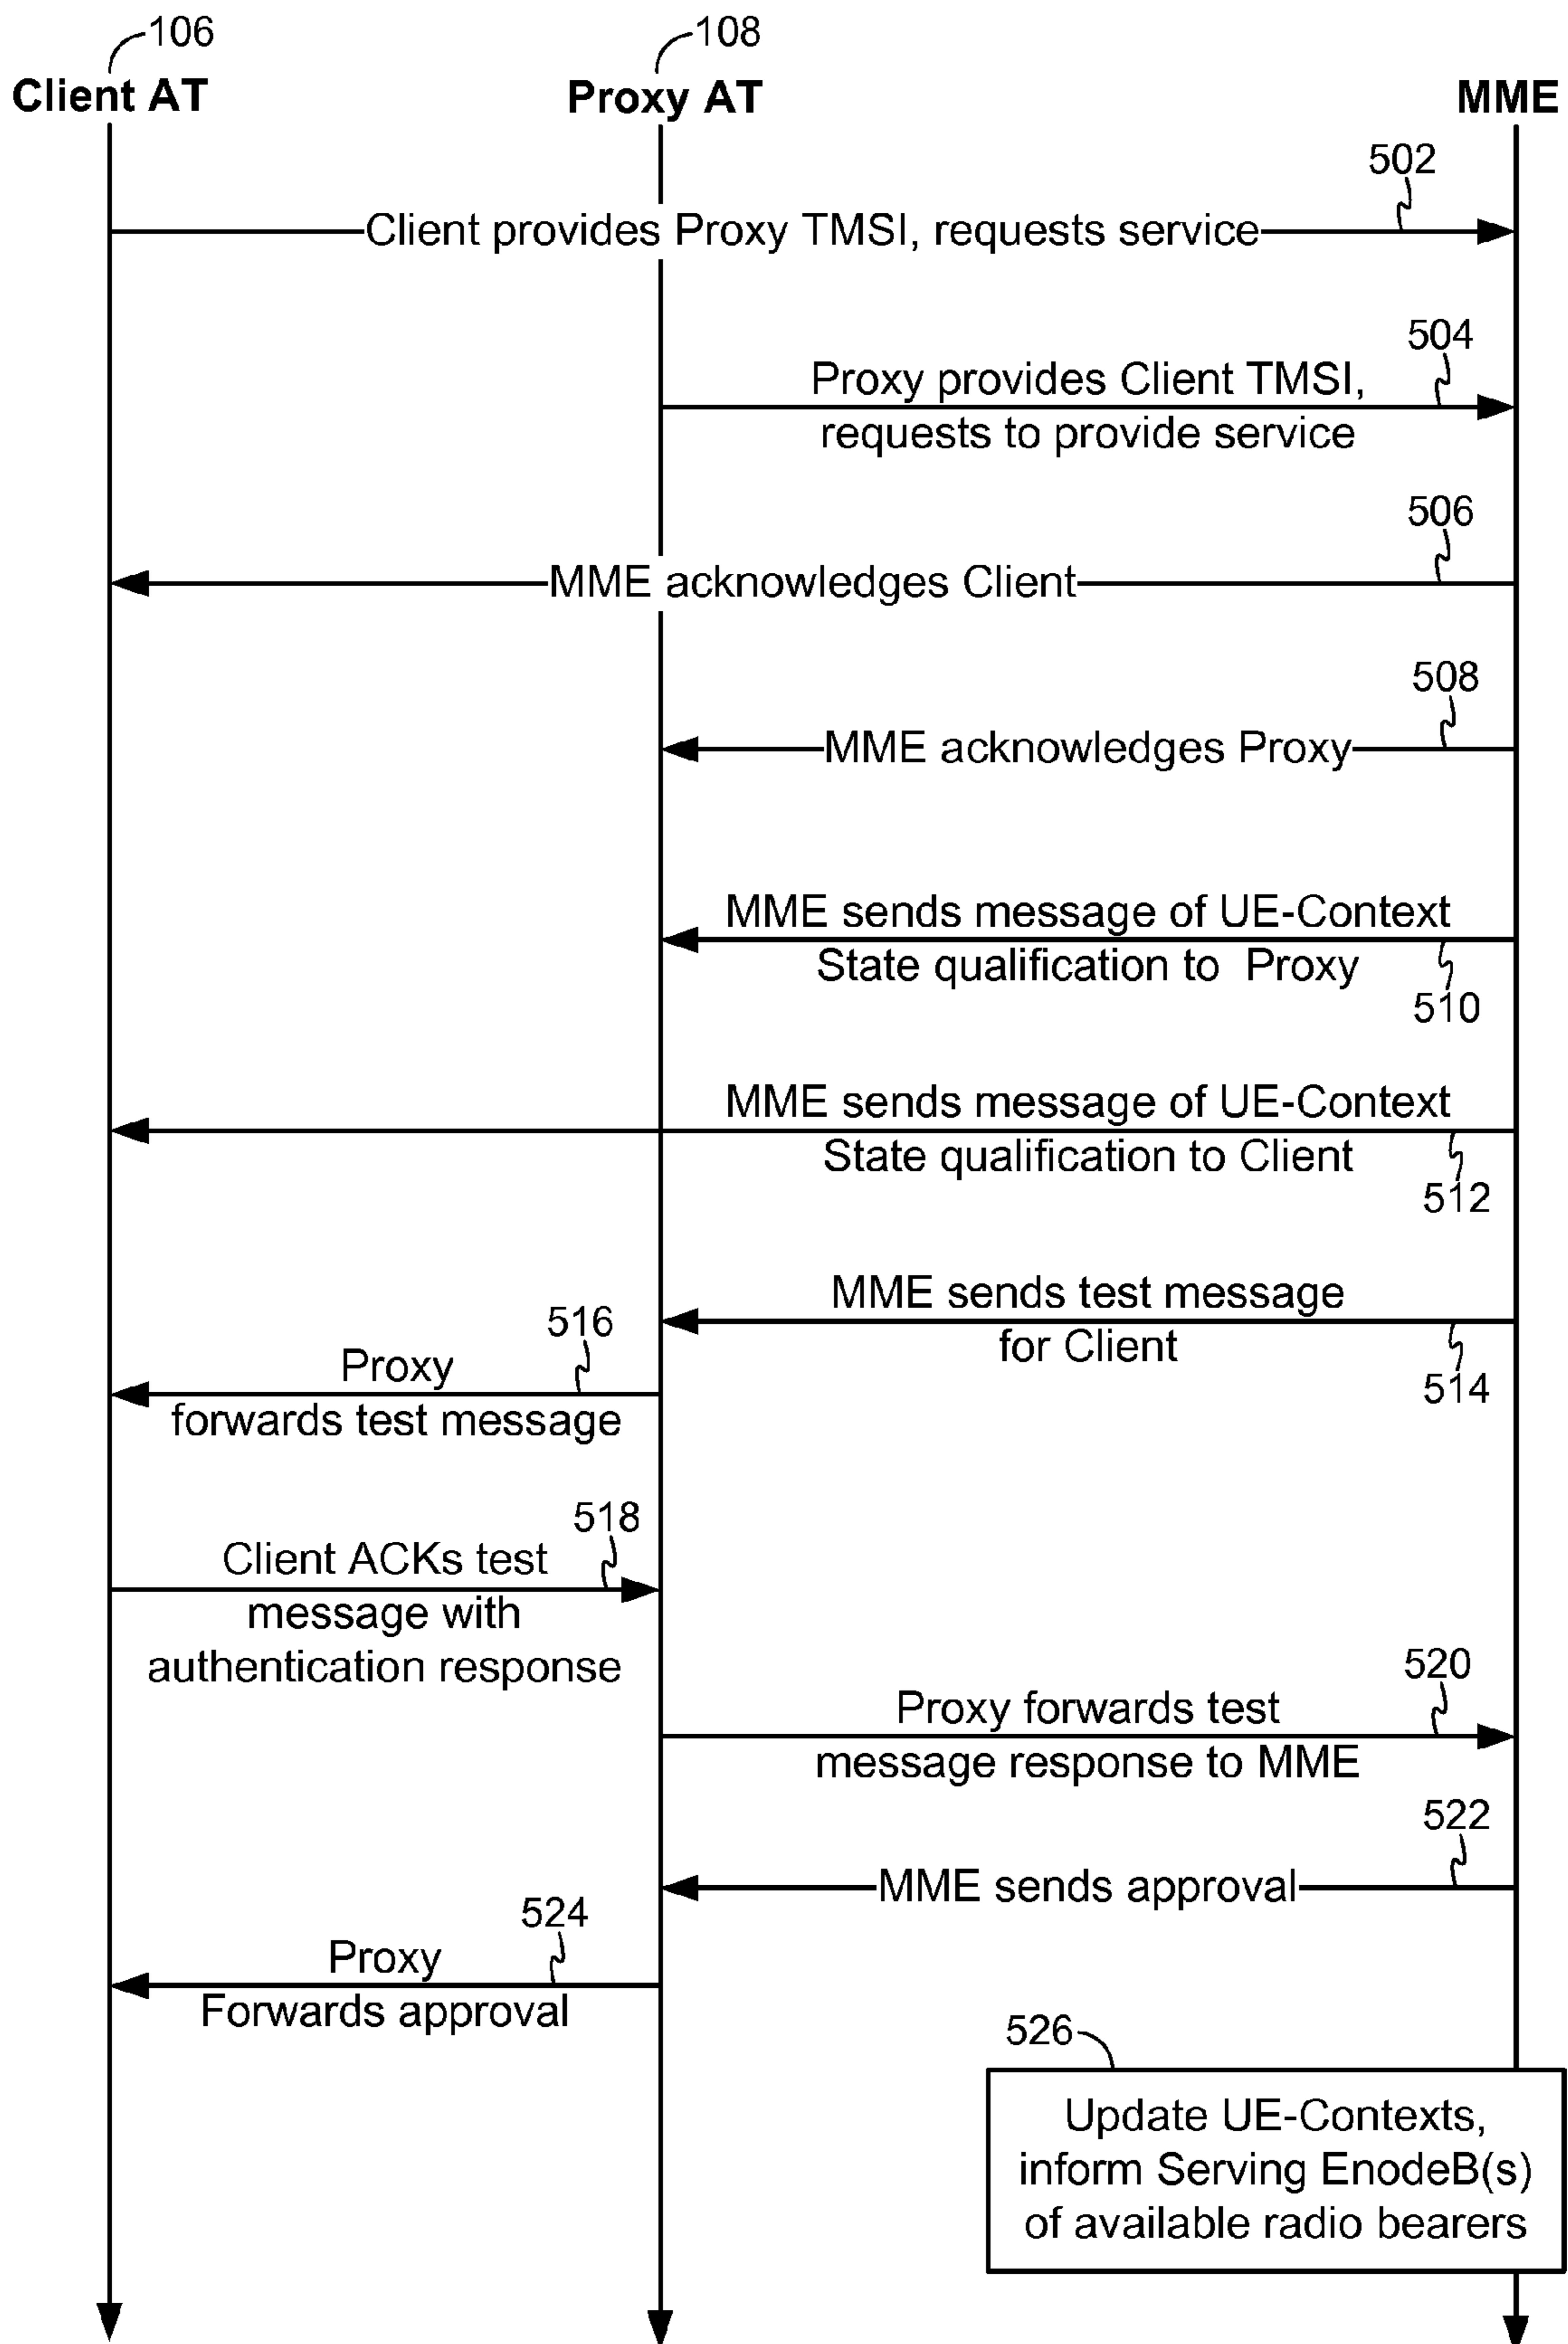 106
108
Client AT
Proxy AT
MME
502
Client provides Proxy TMSI, requests service
504
Proxy provides Client TMSI,
requests to provide service
506
MME acknowledges Client
508
MME acknowledges Proxy
MME sends message of UE-Context
State qualification to Proxy
510
MME sends message of UE-Context
State qualification to Client
512
MME sends test message
for Client
514
516
Proxy
forwards test message
518
Client ACKs test
message with
authentication response
520
Proxy forwards test
message response to MME
522
MME sends approval
524
Proxy
Forwards approval
526
Update UE-Contexts,
inform Serving EnodeB(s)
of available radio bearers